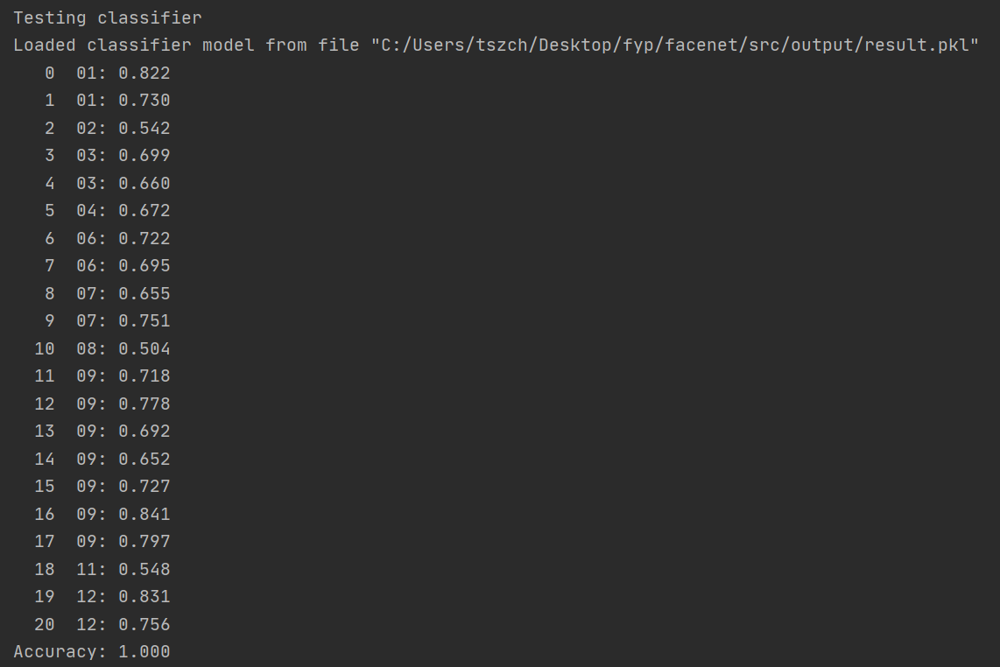 Testing classifier
Loaded classifier model from file "C:/Users/tszch/Desktop/fyp/facenet/src/output/result.pkl"
0 01: 0.822
1 01: 0.730
2 02: 0.542
3 03: 0.699
4 03: 0.660
5 04: 0.672
6 06: 0.722
7 06: 0.695
8 07: 0.655
9 07: 0.751
10 08: 0.504
11 09: 0.718
12 09: 0.778
13 09: 0.692
14 09: 0.652
15 09: 0.727
16 09: 0.841
17 09: 0.797
18 11: 0.548
19 12: 0.831
20 12: 0.756
Accuracy: 1.000